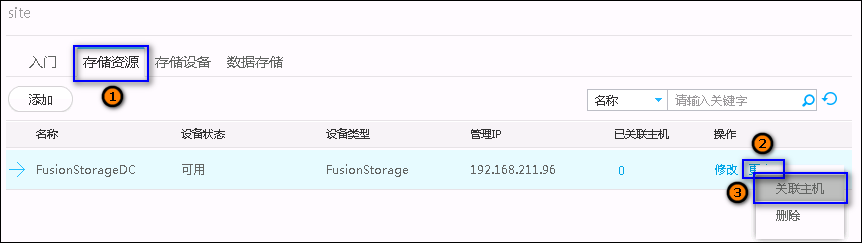 site
入门 存储资源 存储设备 数据存储
1
添加 名称 请输入关键字
名称 设备状态 设备类型 管理IP 已关联主机 操作
2
FusionStorageDC 可用 FusionStorage 192.168.211.96 0 修改
3 关联主机
删除